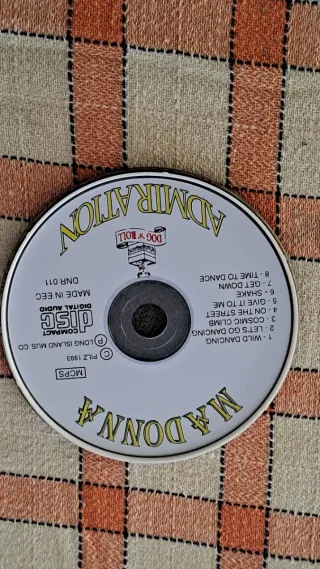 MADONNA
1 - WILD DANCING
2 - LET'S GO DANCING
3 - COSMIC CLIMB
4 - ON THE STREET
5 - GIVE IT TO ME
6 - SHAKE
7 - GET DOWN
8 - TIME TO DANCE
MCPS
C PILZ 1993
P LONG ISLAND MUS. CO.
COMPACT
disc
DIGITAL AUDIO
MADE IN EEC
DNR 011
DOG 'N' ROLL
ADMIRATION